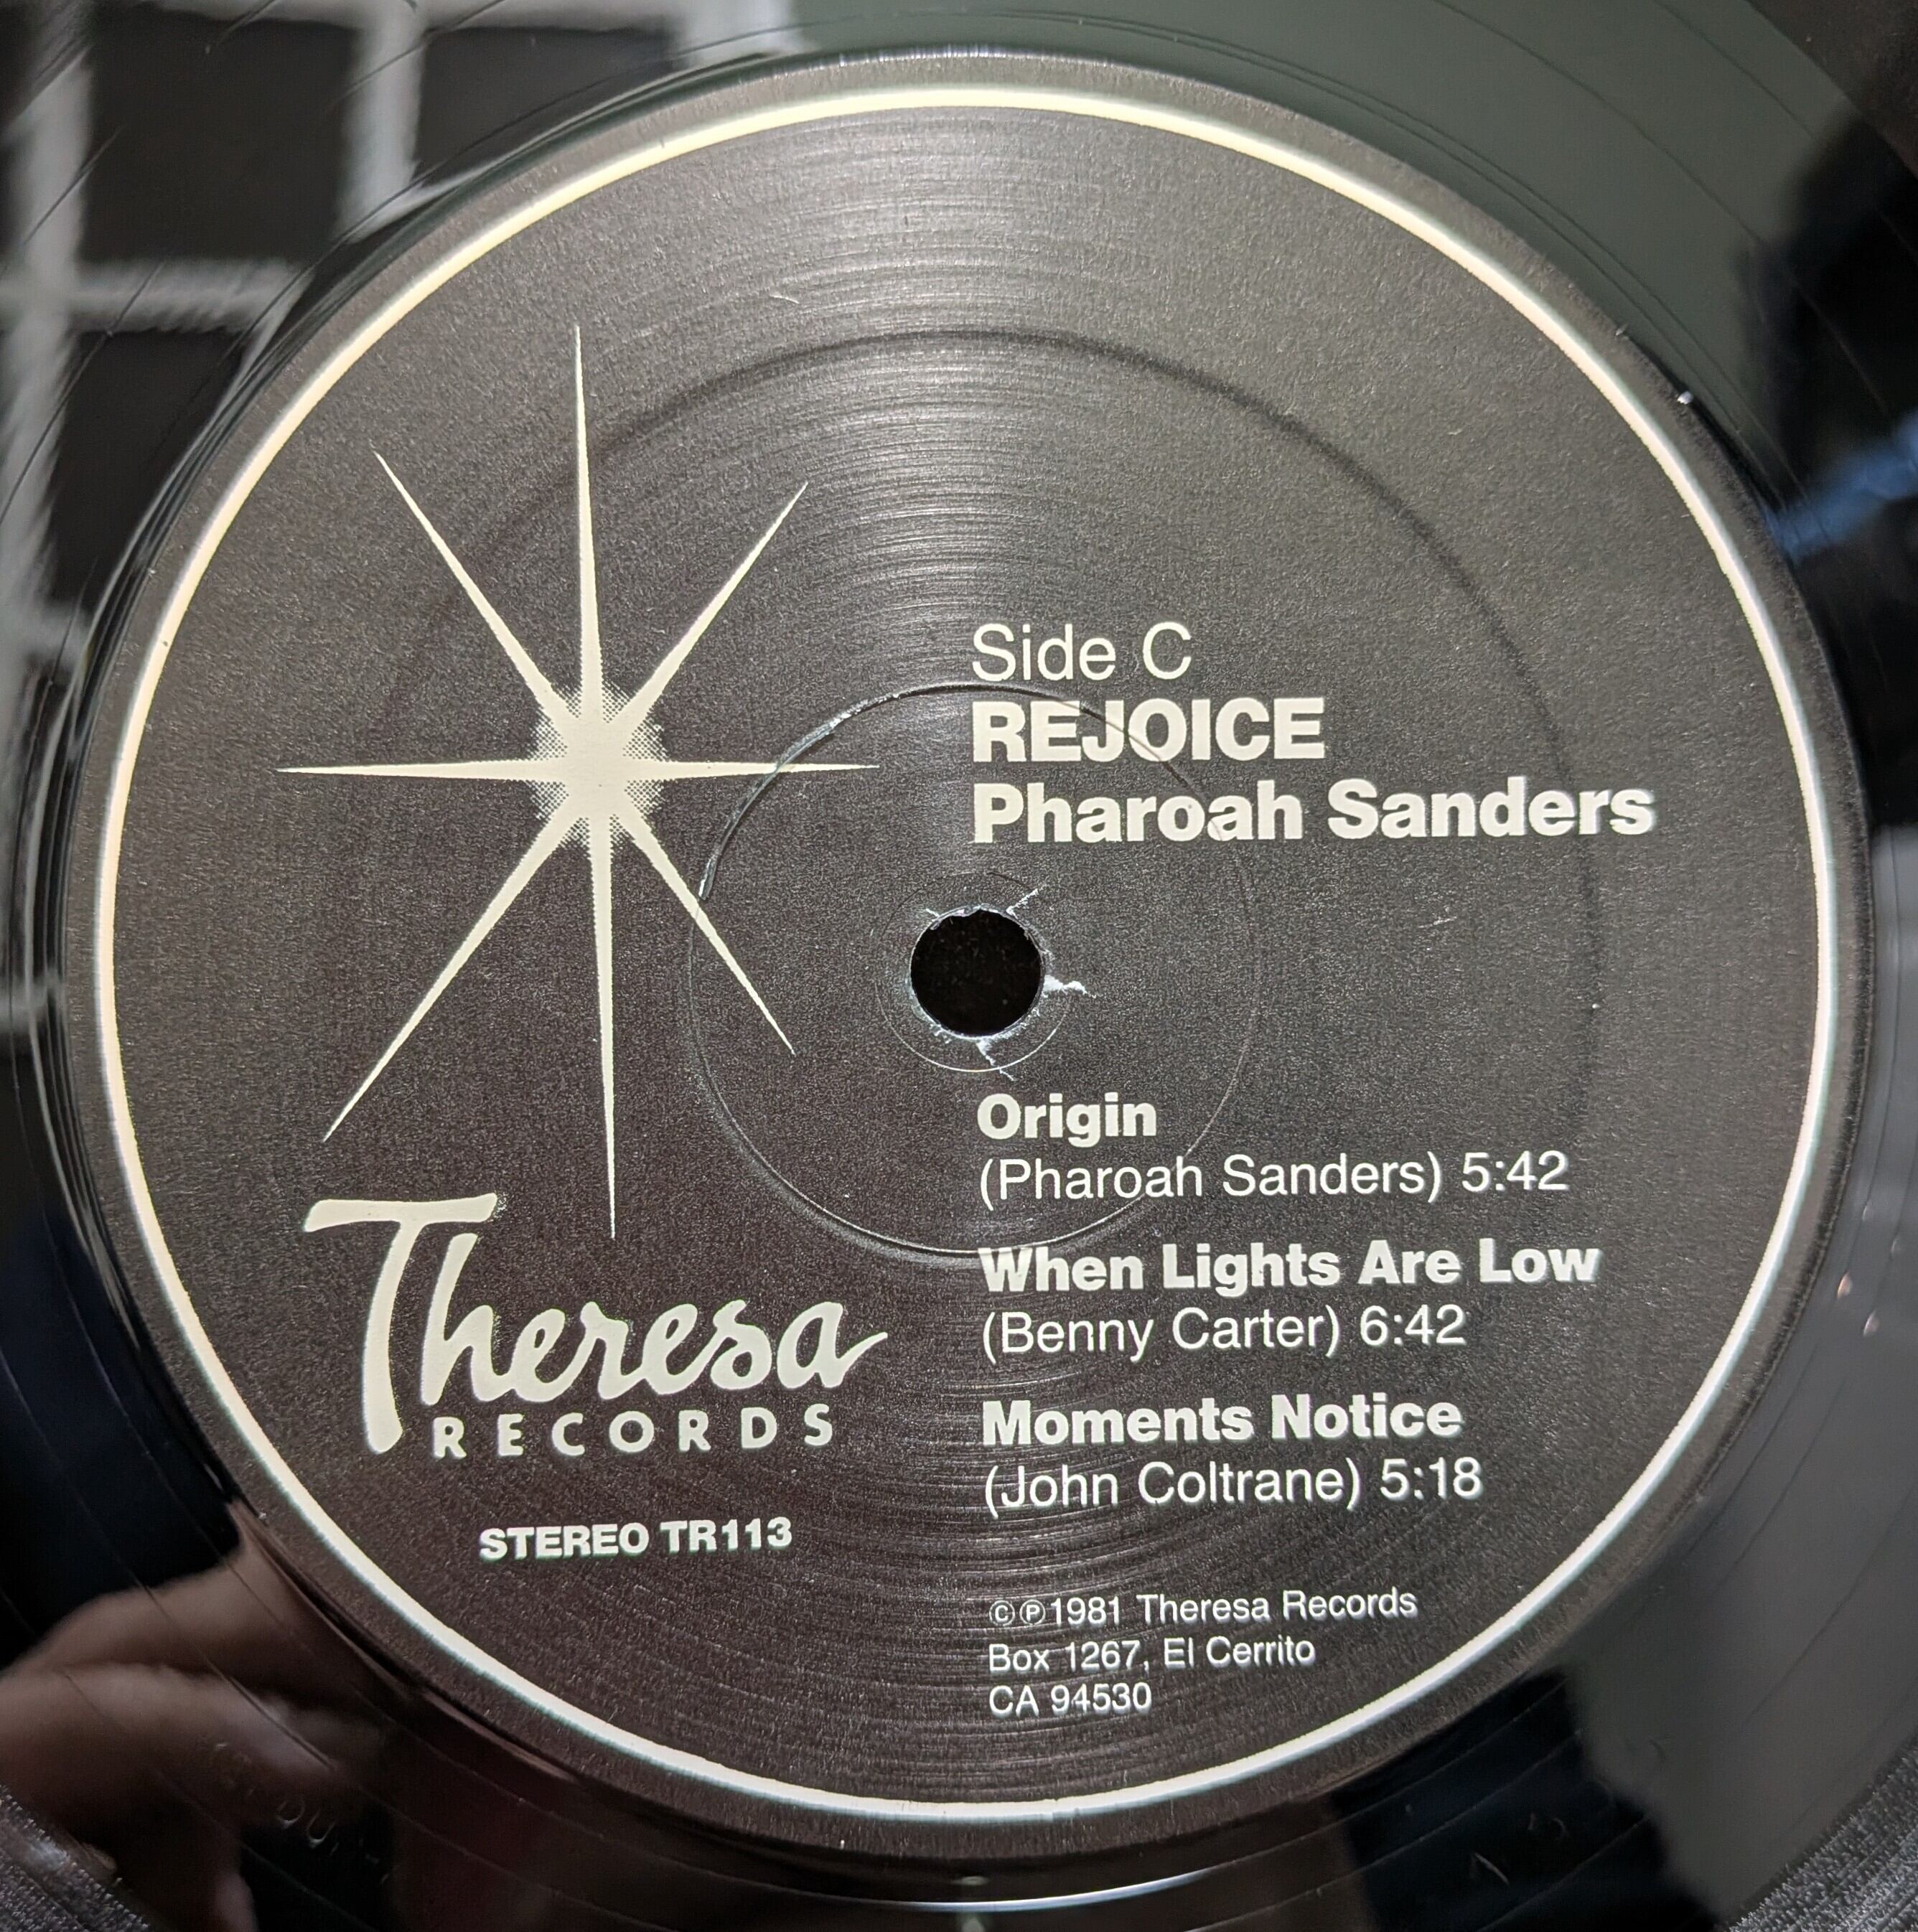 Side C
REJOICE
Pharoah Sanders
Origin
(Pharoah Sanders) 5:42
When Lights Are Low
(Benny Carter) 6:42
Moments Notice
(John Coltrane) 5:18
Theresa
RECORDS
STEREO TR113
©℗1981 Theresa Records
Box 1267, El Cerrito
CA 94530